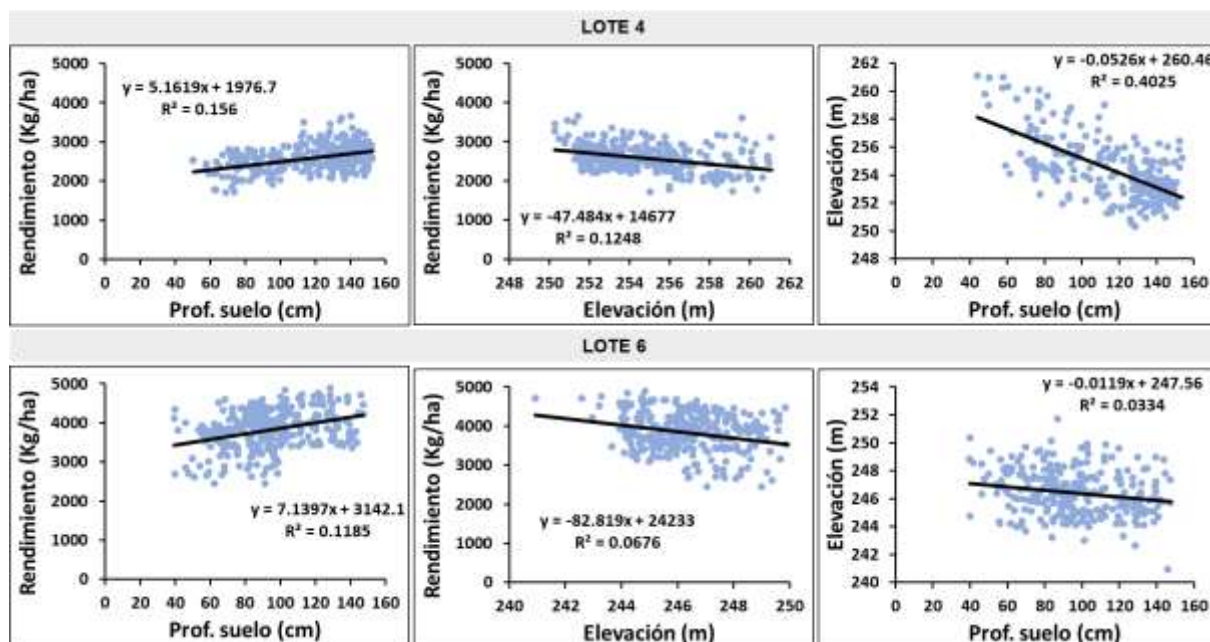 LOTE 4
Rendimiento (Kg/ha)
5000
4000
3000
2000
1000
0
y = 5.1619x + 1976.7
R² = 0.156
0 20 40 60 80 100 120 140 160
Prof. suelo (cm)
Rendimiento (Kg/ha)
5000
4000
3000
2000
1000
0
y = -47.484x + 14677
R² = 0.1248
248 250 252 254 256 258 260 262
Elevación (m)
Elevación (m)
262
260
258
256
254
252
250
248
y = -0.0526x + 260.46
R² = 0.4025
0 20 40 60 80 100 120 140 160
Prof. suelo (cm)
LOTE 6
Rendimiento (Kg/ha)
5000
4000
3000
2000
1000
0
y = 7.1397x + 3142.1
R² = 0.1185
0 20 40 60 80 100 120 140 160
Prof. suelo (cm)
Rendimiento (Kg/ha)
5000
4000
3000
2000
1000
0
y = -82.819x + 24233
R² = 0.0676
240 242 244 246 248 250
Elevación (m)
Elevación (m)
254
252
250
248
246
244
242
240
y = -0.0119x + 247.56
R² = 0.0334
0 20 40 60 80 100 120 140 160
Prof. suelo (cm)